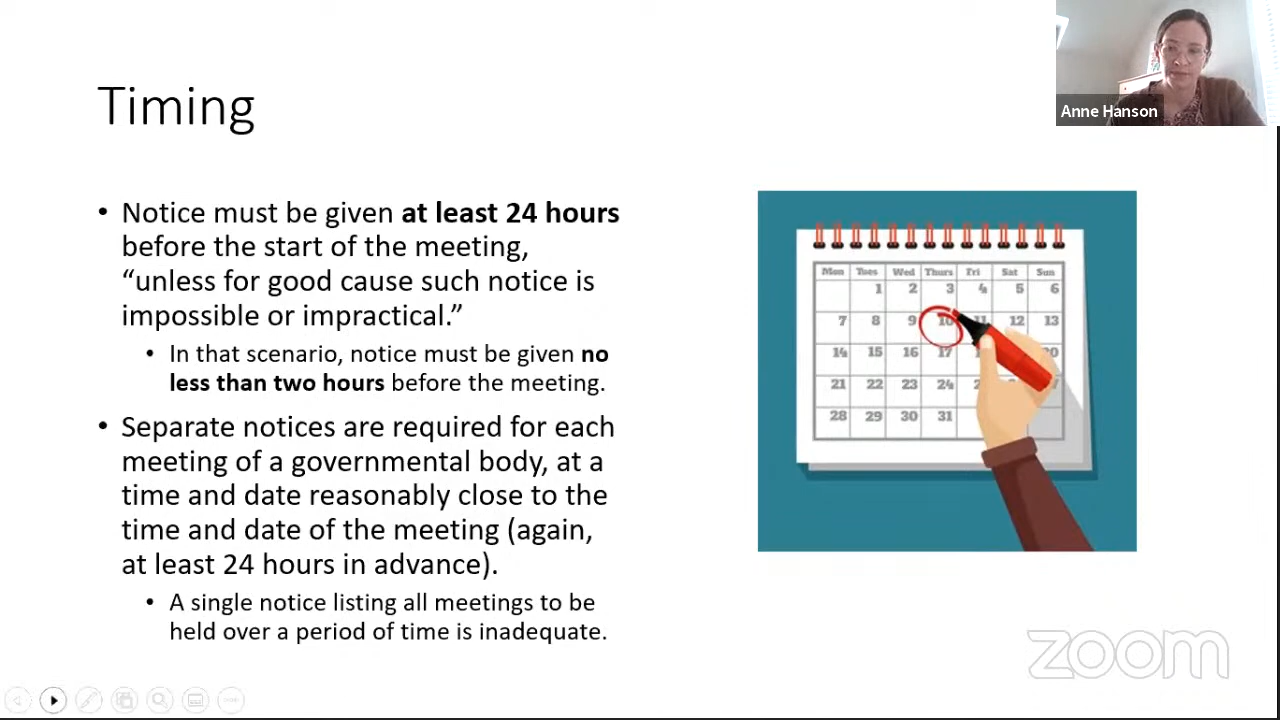 Anne Hanson
Timing
• Notice must be given at least 24 hours
before the start of the meeting,
“unless for good cause such notice is
impossible or impractical.”
• In that scenario, notice must be given no
less than two hours before the meeting.
• Separate notices are required for each
meeting of a governmental body, at a
time and date reasonably close to the
time and date of the meeting (again,
at least 24 hours in advance).
• A single notice listing all meetings to be
held over a period of time is inadequate.
Mon Tues Wed Thurs Fri Sat Sun
1 2 3 4 5 6
7 8 9 10 11 12 13
14 15 16 17 20
21 22 23 24
28 29 30 31
zoom